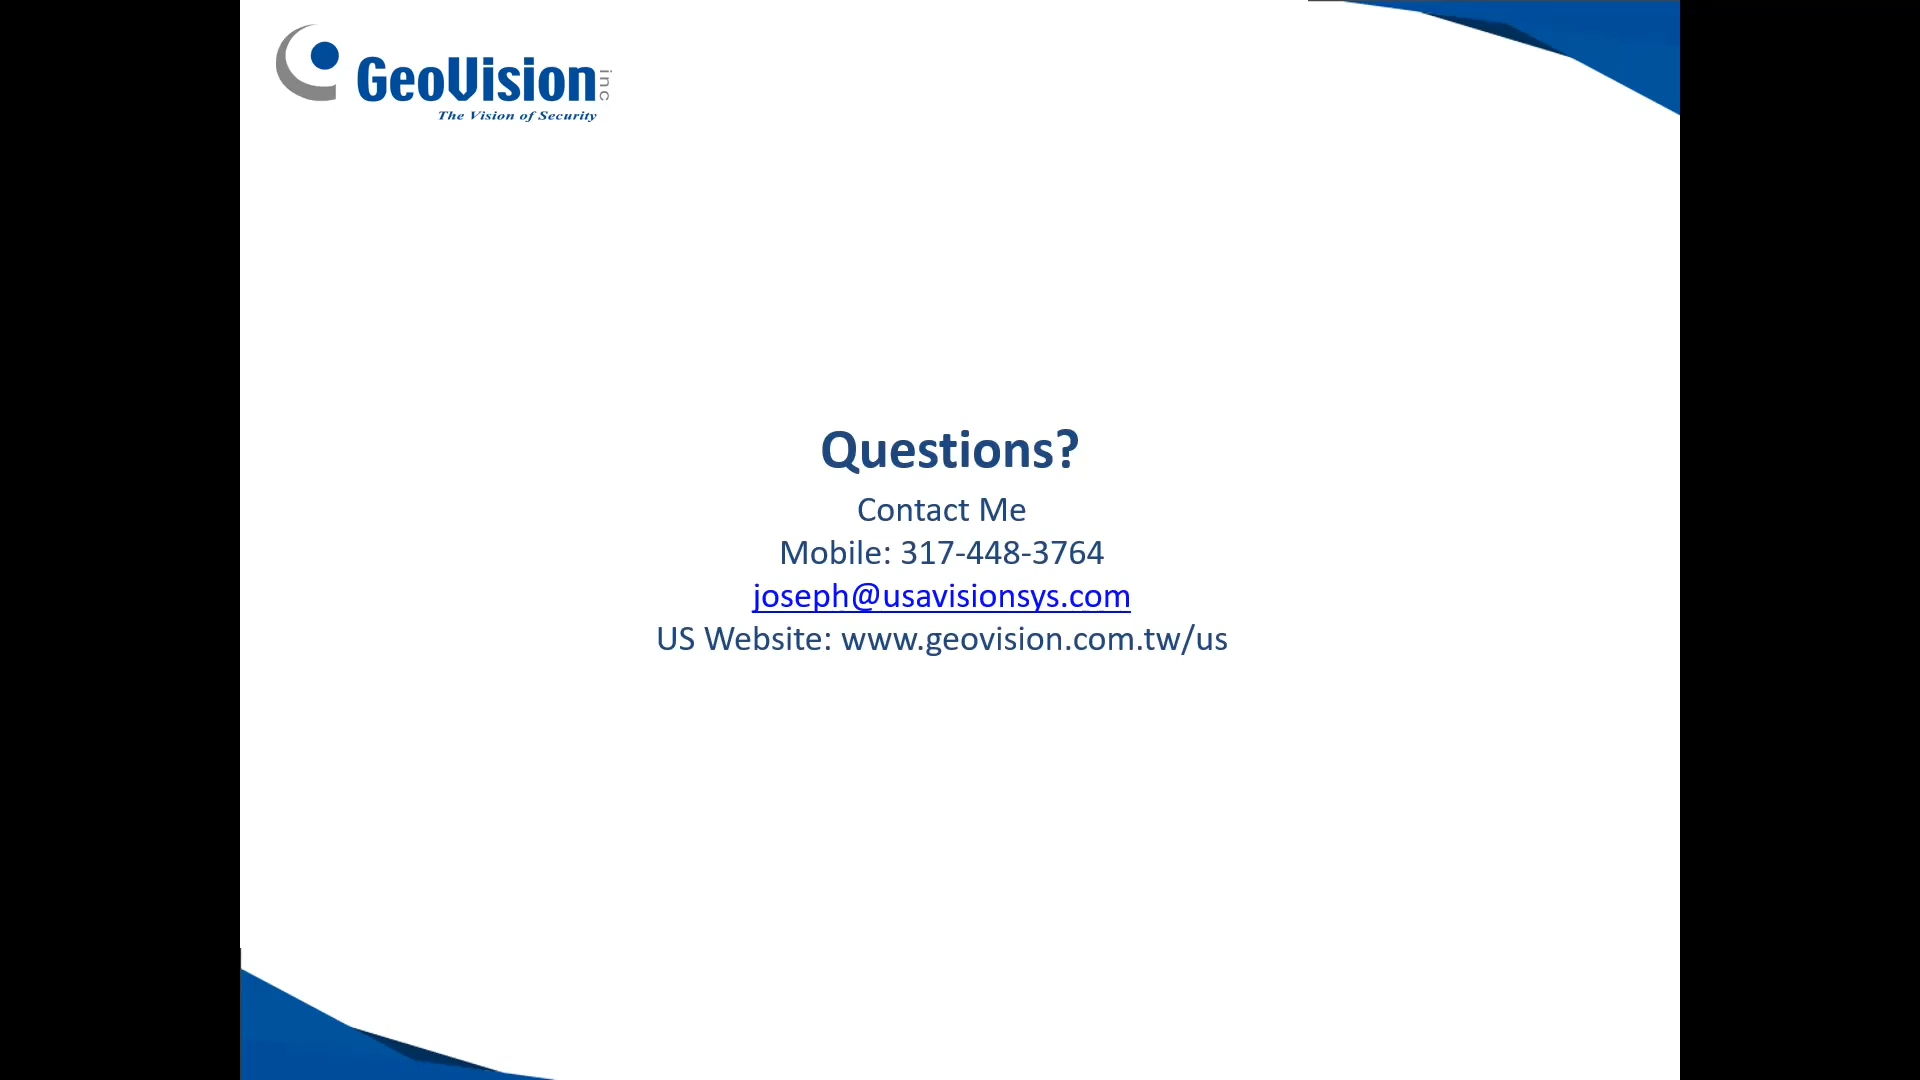 GeoVision inc
The Vision of Security
Questions?
Contact Me
Mobile: 317-448-3764
joseph@usavisionsys.com
US Website: www.geovision.com.tw/us